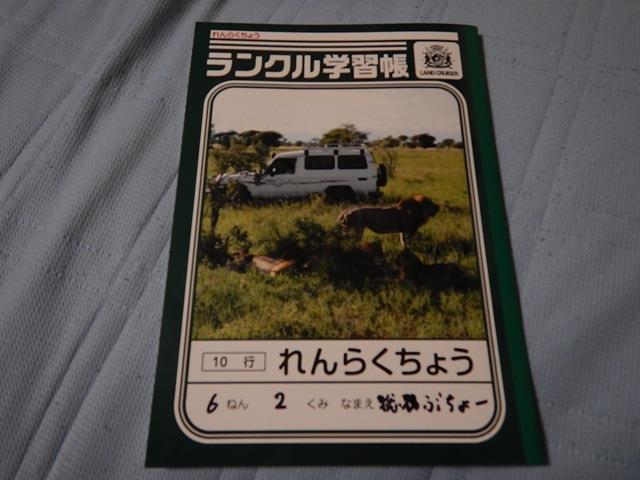 れんらくちょう
ランクル学習帳
LAND CRUISER
10 行
れんらくちょう
6 ねん 2 くみ なまえ 総務ぶちょー